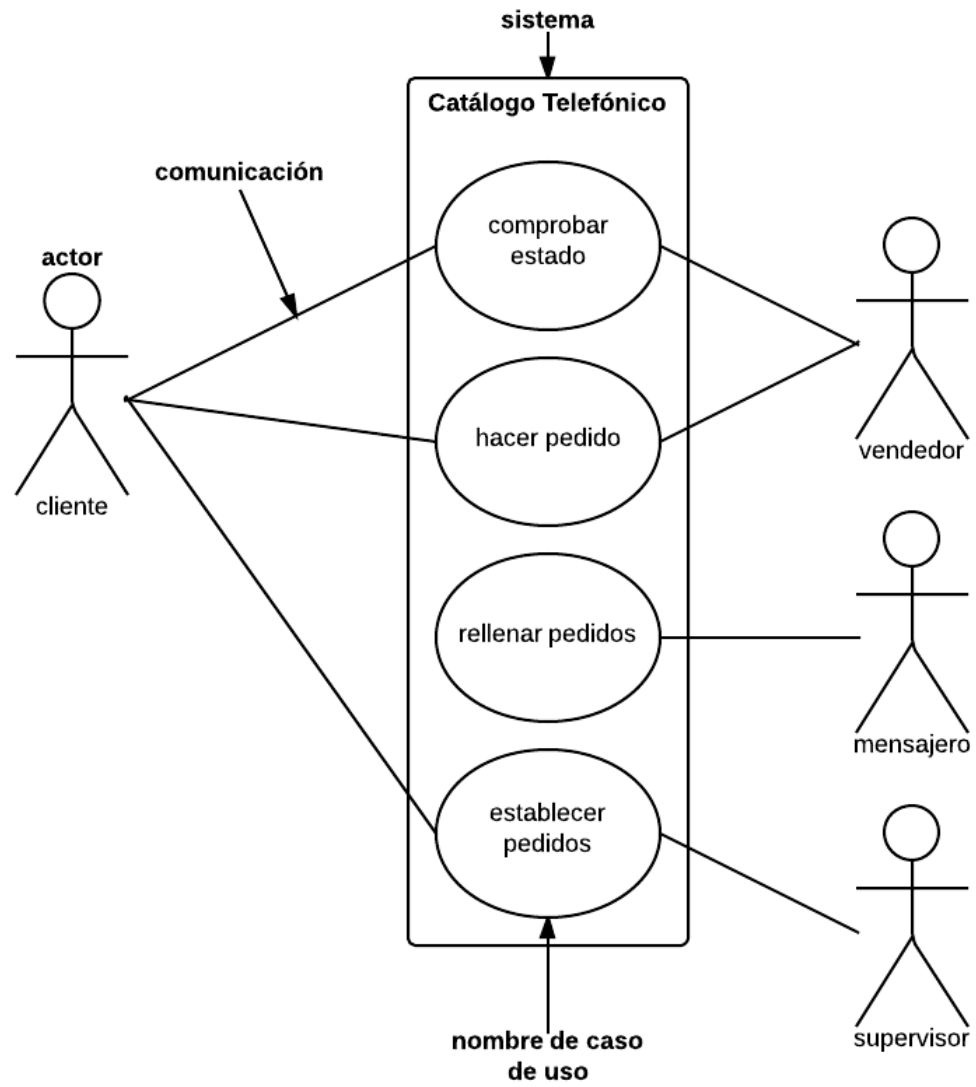 sistema
Catálogo Telefónico
comunicación
comprobar
estado
actor
hacer pedido
vendedor
cliente
rellenar pedidos
mensajero
establecer
pedidos
supervisor
nombre de caso
de uso